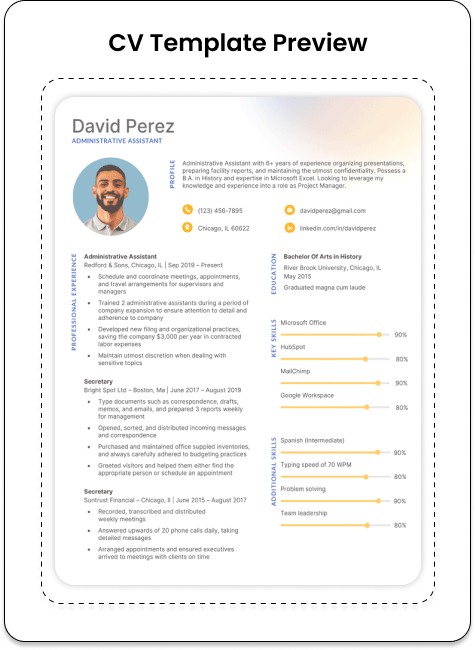 CV Template Preview
David Perez
ADMINISTRATIVE ASSISTANT
PROFILE
Administrative Assistant with 6+ years of experience organizing presentations,
preparing facility reports, and maintaining the utmost confidentiality. Possess a
B.A. in History and expertise in Microsoft Excel. Looking to leverage my
knowledge and experience into a role as Project Manager.
(123) 456-7895
davidperez@gmail.com
Chicago, IL 60622
linkedin.com/in/davidperez
PROFESSIONAL EXPERIENCE
Administrative Assistant
Redford & Sons, Chicago, IL | Sep 2019 – Present
• Schedule and coordinate meetings, appointments,
and travel arrangements for supervisors and
managers
• Trained 2 administrative assistants during a period of
company expansion to ensure attention to detail and
adherence to company
• Developed new filing and organizational practices,
saving the company $3,000 per year in contracted
labor expenses
• Maintain utmost discretion when dealing with
sensitive topics
Secretary
Bright Spot Ltd – Boston, Ma | June 2017 – August 2019
• Type documents such as correspondence, drafts,
memos, and emails, and prepared 3 reports weekly
for management
• Opened, sorted, and distributed incoming messages
and correspondence
• Purchased and maintained office suppled inventories,
and always carefully adhered to budgeting practices
• Greeted visitors and helped them either find the
appropriate person or schedule an appointment
Secretary
Suntrust Financial – Chicago, Il | June 2015 – August 2017
• Recorded, transcribed and distributed
weekly meetings
• Answered upwards of 20 phone calls daily, taking
detailed messages
• Arranged appointments and ensured executives
arrived to meetings with clients on time
EDUCATION
Bachelor Of Arts in History
River Brook University, Chicago, IL
May 2015
Graduated magna cum laude
KEY SKILLS
Microsoft Office
90%
HubSpot
80%
MailChimp
90%
Google Workspace
80%
ADDITIONAL SKILLS
Spanish (Intermediate)
90%
Typing speed of 70 WPM
80%
Problem solving
90%
Team leadership
80%